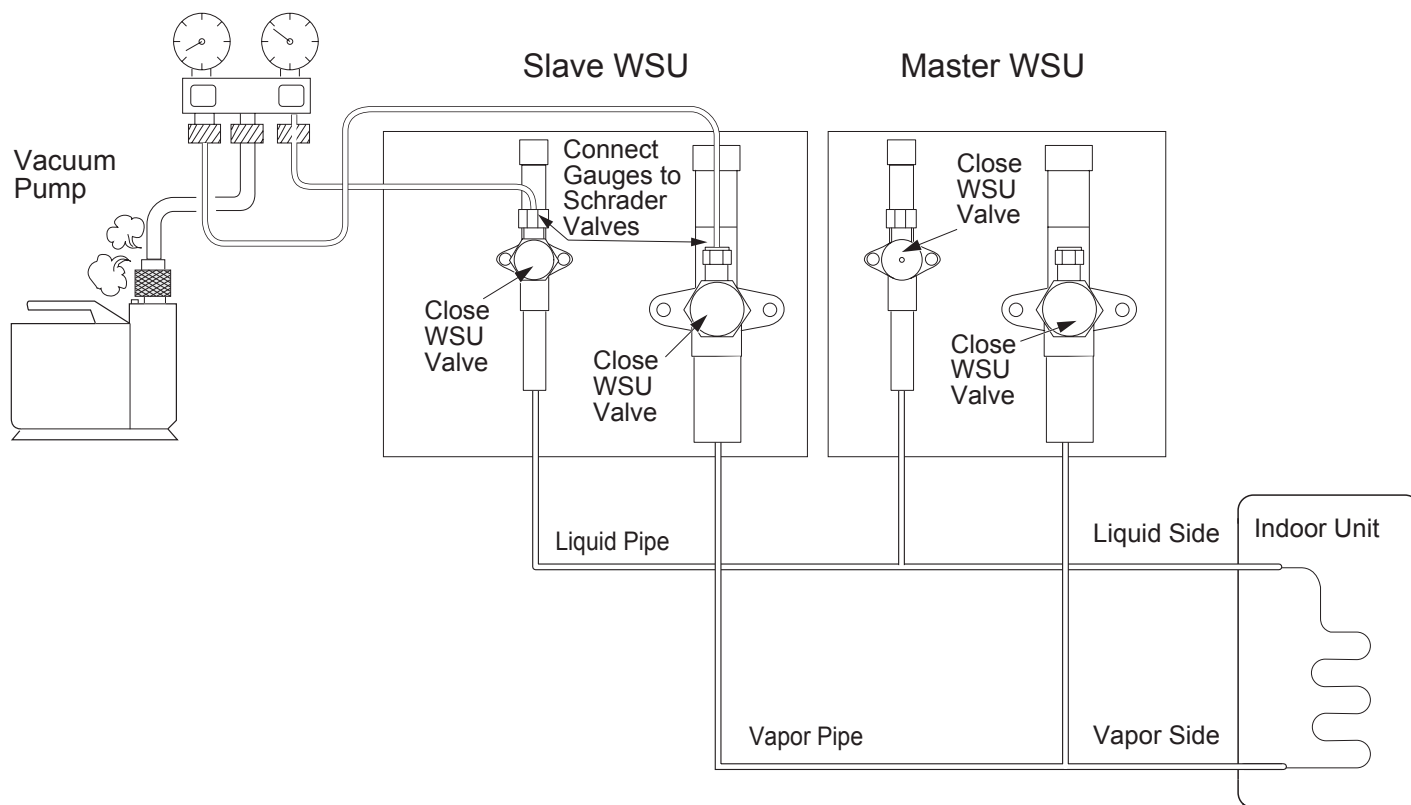 Slave WSU
Master WSU
Vacuum
Pump
Connect
Gauges to
Schrader
Valves
Close
WSU
Valve
Close
WSU
Valve
Close
WSU
Valve
Close
WSU
Valve
Liquid Pipe
Liquid Side
Indoor Unit
Vapor Pipe
Vapor Side